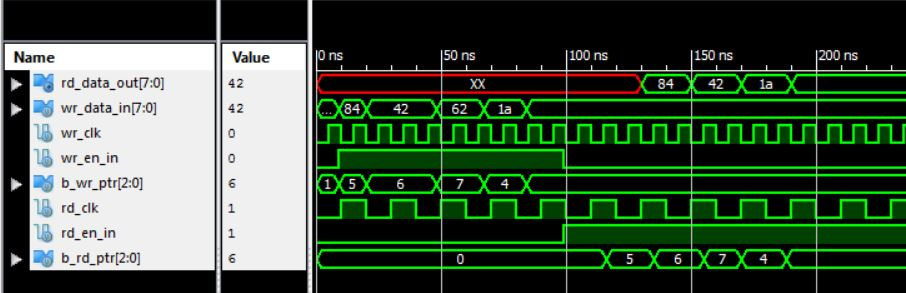 Name Value 0 ns 50 ns 100 ns 150 ns 200 ns
rd_data_out[7:0] 42 XX 84 42 1a
wr_data_in[7:0] 42 ... 84 42 62 1a
wr_clk 0
wr_en_in 0
b_wr_ptr[2:0] 6 1 5 6 7 4
rd_clk 1
rd_en_in 1
b_rd_ptr[2:0] 6 0 5 6 7 4